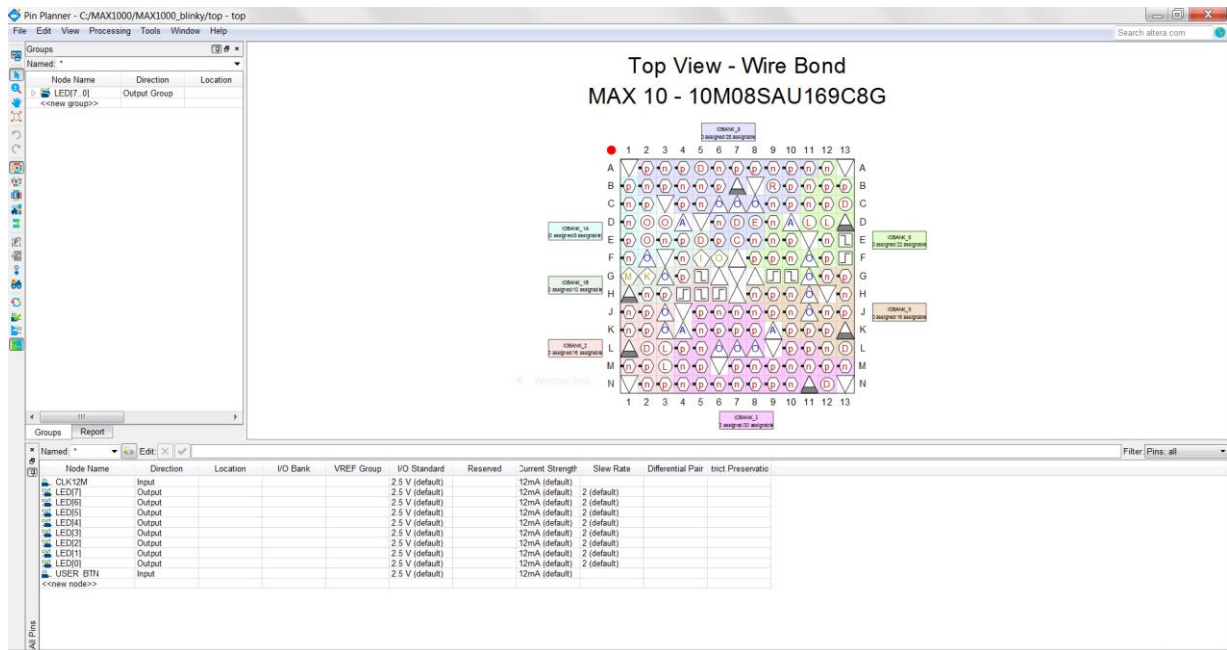 Pin Planner - C:/MAX1000/MAX1000_blinky/top - top
File Edit View Processing Tools Window Help
Search altera.com
Groups
Named: *
Node Name Direction Location
LED[7..0] Output Group
<<new group>>
Groups Report
Top View - Wire Bond
MAX 10 - 10M08SAU169C8G
IOBANK_8
1 2 3 4 5 6 7 8 9 10 11 12 13
A A
B B
C C
D D
E E
F F
G G
H H
J J
K K
L L
M M
N N
1 2 3 4 5 6 7 8 9 10 11 12 13
IOBANK_1A
IOBANK_6
IOBANK_1B
IOBANK_5
IOBANK_2
IOBANK_3
Named: * Edit: Filter: Pins: all
Node Name Direction Location I/O Bank VREF Group I/O Standard Reserved Current Strength Slew Rate Differential Pair trict Preservatio
CLK12M Input 2.5 V (default) 12mA (default)
LED[7] Output 2.5 V (default) 12mA (default) 2 (default)
LED[6] Output 2.5 V (default) 12mA (default) 2 (default)
LED[5] Output 2.5 V (default) 12mA (default) 2 (default)
LED[4] Output 2.5 V (default) 12mA (default) 2 (default)
LED[3] Output 2.5 V (default) 12mA (default) 2 (default)
LED[2] Output 2.5 V (default) 12mA (default) 2 (default)
LED[1] Output 2.5 V (default) 12mA (default) 2 (default)
LED[0] Output 2.5 V (default) 12mA (default) 2 (default)
USER_BTN Input 2.5 V (default) 12mA (default)
<<new node>>
All Pins